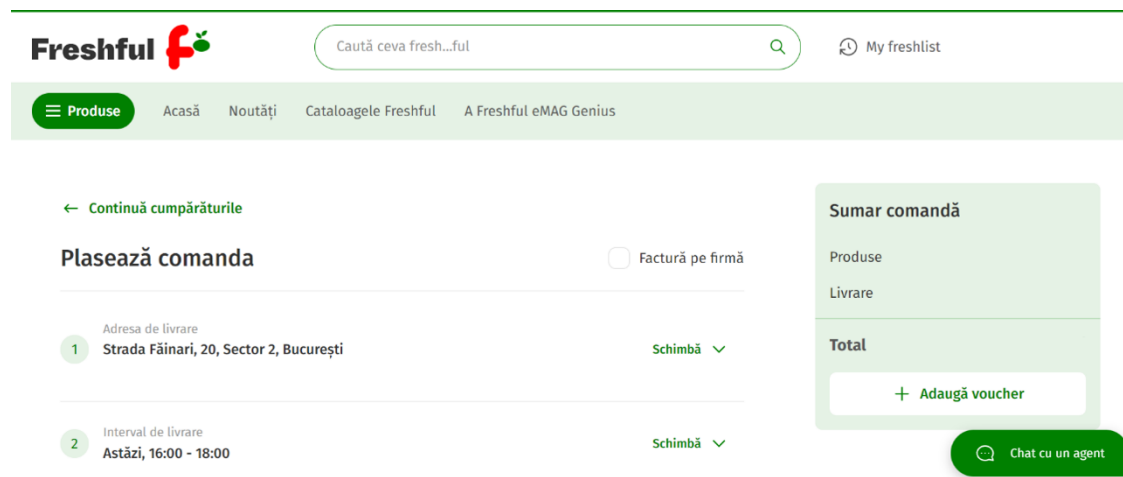 Freshful
Caută ceva fresh...ful
My freshlist
Produse
Acasă
Noutăți
Cataloagele Freshful
A Freshful eMAG Genius
← Continuă cumpărăturile
Plasează comanda
Factură pe firmă
1
Adresa de livrare
Strada Făinari, 20, Sector 2, București
Schimbă
2
Interval de livrare
Astăzi, 16:00 - 18:00
Schimbă
Sumar comandă
Produse
Livrare
Total
+ Adaugă voucher
Chat cu un agent